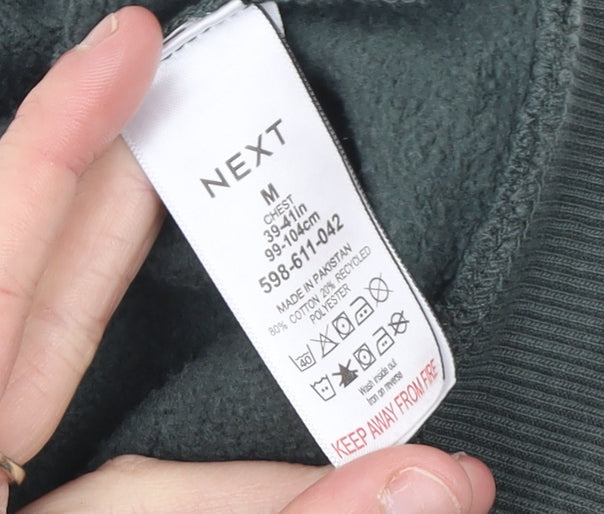 NEXT
M
CHEST
39-41in
99-104cm
598-611-042
MADE IN PAKISTAN
80% COTTON 20% RECYCLED
POLYESTER
40
Wash inside out
Iron on reverse
KEEP AWAY FROM FIRE